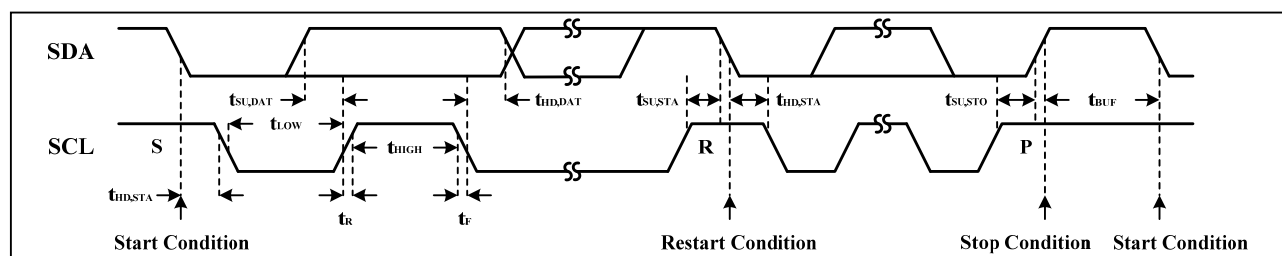 SDA
tSU,DAT
tHD,DAT
tSU,STA
tHD,STA
tSU,STO
tBUF
tLOW
SCL
S
tHIGH
R
P
tHD,STA
tR
tF
Start Condition
Restart Condition
Stop Condition
Start Condition